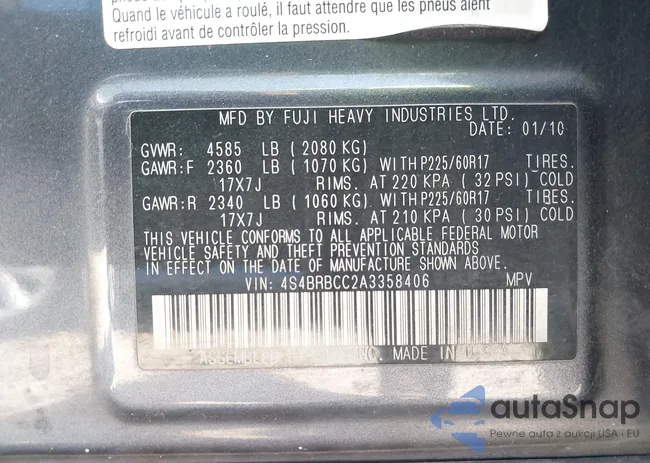 Quand le véhicule a roulé, il faut attendre que les pneus aient
refroidi avant de contrôler la pression.
MFD BY FUJI HEAVY INDUSTRIES LTD.
DATE: 01/10
GVWR: 4585 LB (2080 KG)
GAWR:F 2360 LB (1070 KG) WITH P225/60R17 TIRES.
17X7J RIMS. AT 220 KPA (32 PSI) COLD
GAWR:R 2340 LB (1060 KG) WITH P225/60R17 TIRES.
17X7J RIMS. AT 210 KPA (30 PSI) COLD
THIS VEHICLE CONFORMS TO ALL APPLICABLE FEDERAL MOTOR
VEHICLE SAFETY AND THEFT PREVENTION STANDARDS
IN EFFECT ON THE DATE OF MANUFACTURE SHOWN ABOVE.
VIN: 4S4BRBCC2A3358406 MPV
INC. MADE IN
autaSnap
Pewne auta z aukcji USA i EU